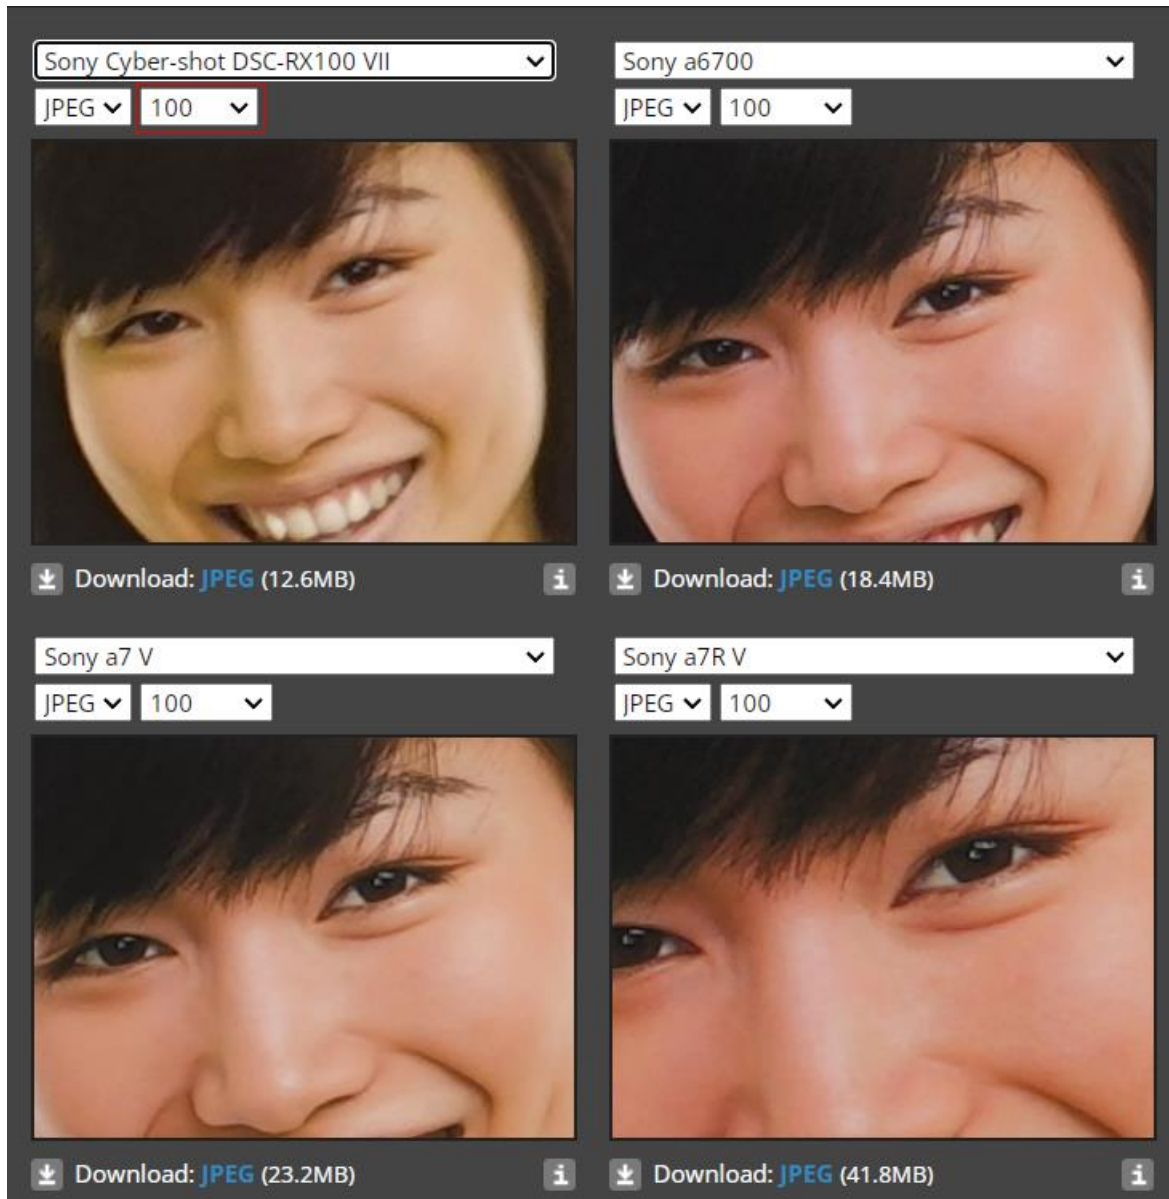 Sony Cyber-shot DSC-RX100 VII
JPEG 100
Sony a6700
JPEG 100
Download: JPEG (12.6MB)
Download: JPEG (18.4MB)
Sony a7 V
JPEG 100
Sony a7R V
JPEG 100
Download: JPEG (23.2MB)
Download: JPEG (41.8MB)